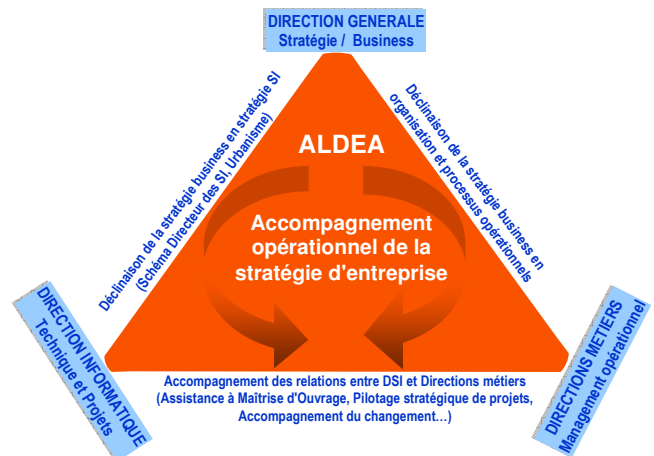 DIRECTION GENERALE
Stratégie / Business
Déclinaison de la stratégie business en stratégie SI
(Schéma Directeur des SI, Urbanisme)
Déclinaison de la stratégie business en
organisation et processus opérationnels
ALDEA
Accompagnement
opérationnel de la
stratégie d'entreprise
DIRECTION INFORMATIQUE
Technique et Projets
DIRECTIONS METIERS
Management opérationnel
Accompagnement des relations entre DSI et Directions métiers
(Assistance à Maîtrise d'Ouvrage, Pilotage stratégique de projets,
Accompagnement du changement…)